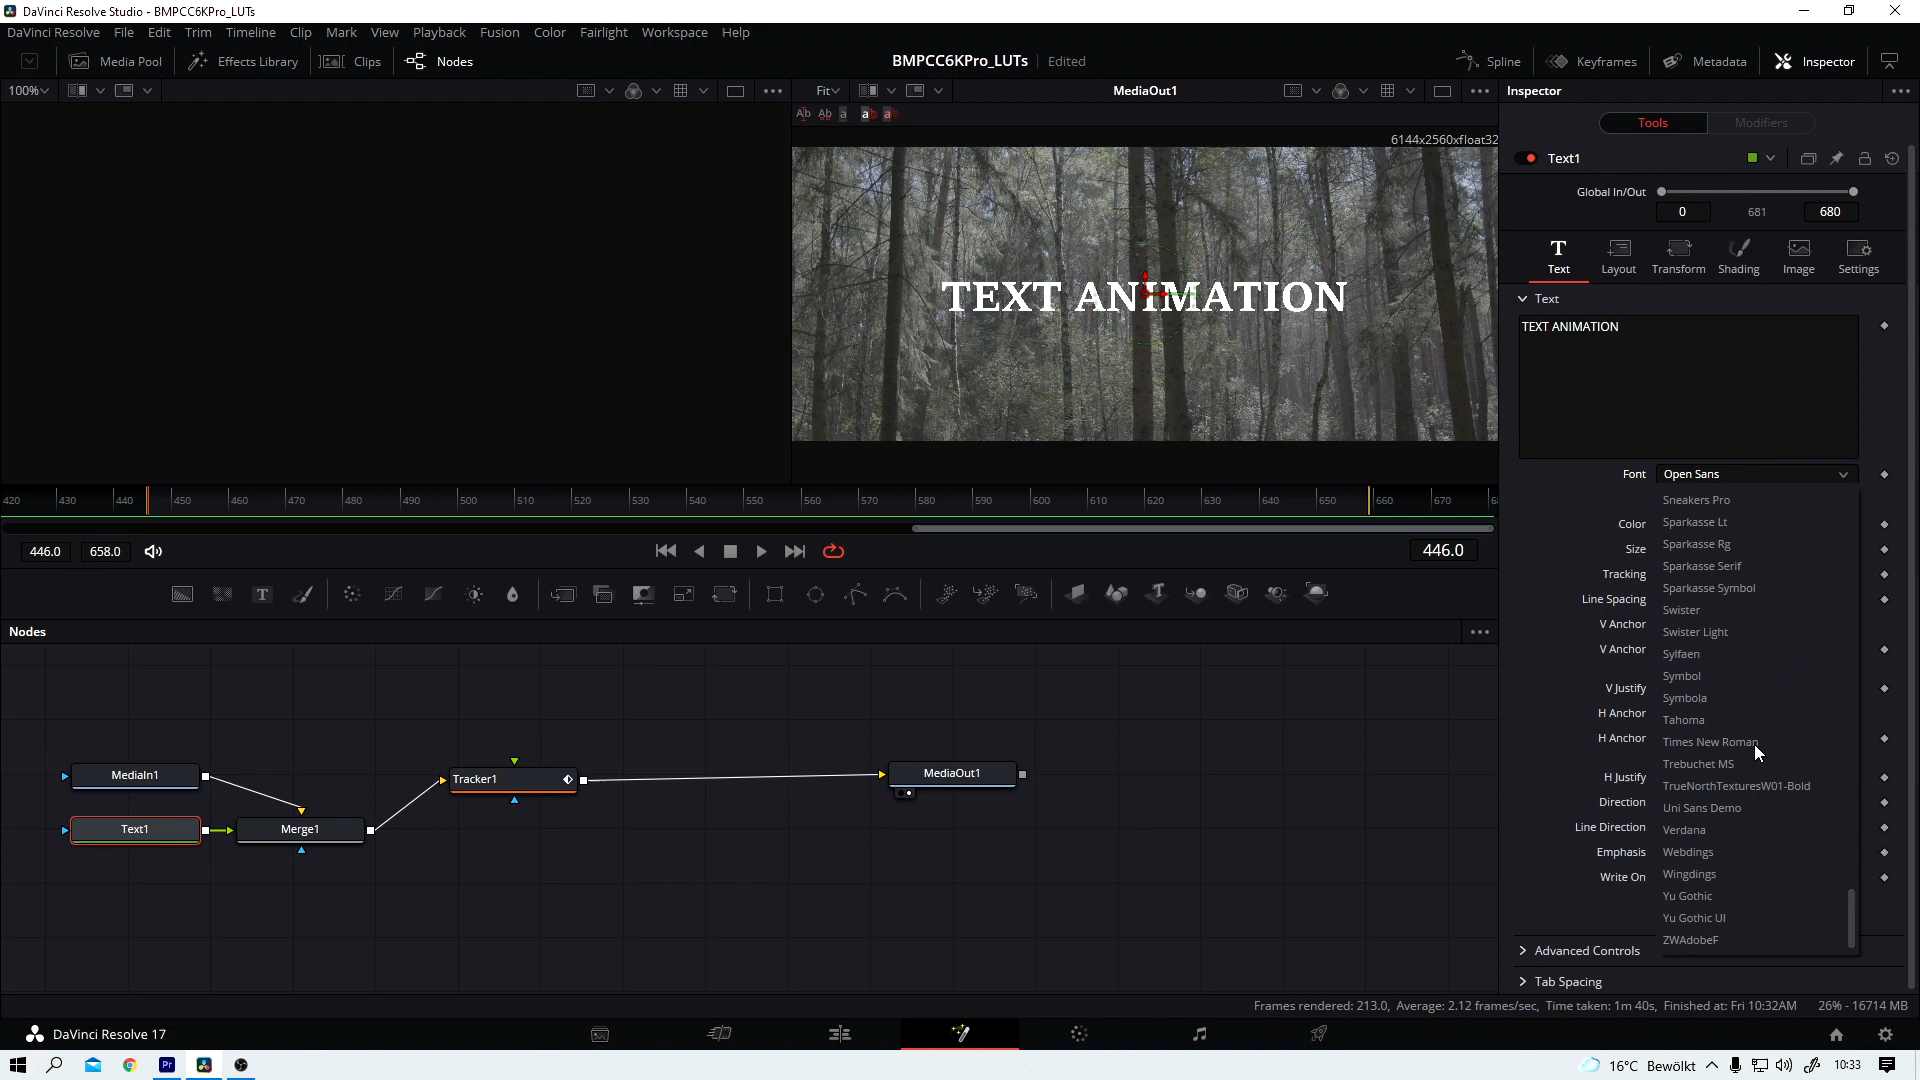 DaVinci Resolve Studio - BMPCC6KPro_LUTs
DaVinci Resolve File Edit Trim Timeline Clip Mark View Playback Fusion Color Fairlight Workspace Help
Media Pool Effects Library Clips Nodes BMPCC6KPro_LUTs Edited Spline Keyframes Metadata Inspector
100% Fit MediaOut1 Inspector
Tools Modifiers
6144x2560xfloat32
Text1
Global In/Out
0 681 680
T
Text Layout Transform Shading Image Settings
Text
TEXT ANIMATION
TEXT ANIMATION
Font Open Sans
Sneakers Pro
Color Sparkasse Lt
Size Sparkasse Rg
Sparkasse Serif
Tracking
Sparkasse Symbol
Line Spacing
Swister
V Anchor
Swister Light
V Anchor Sylfaen
Symbol
V Justify
Symbola
H Anchor
Tahoma
H Anchor Times New Roman
Trebuchet MS
H Justify
TrueNorthTexturesW01-Bold
Direction Uni Sans Demo
Line Direction Verdana
Emphasis Webdings
Write On Wingdings
Yu Gothic
Yu Gothic UI
ZWAdobeF
Advanced Controls
Tab Spacing
420 430 440 450 460 470 480 490 500 510 520 530 540 550 560 570 580 590 600 610 620 630 640 650 660 670
446.0 658.0 446.0
Nodes
MediaIn1
Text1
Merge1
Tracker1
MediaOut1
Frames rendered: 213.0, Average: 2.12 frames/sec, Time taken: 1m 40s, Finished at: Fri 10:32AM 26% - 16714 MB
DaVinci Resolve 17
Pr 16°C Bewölkt 10:33